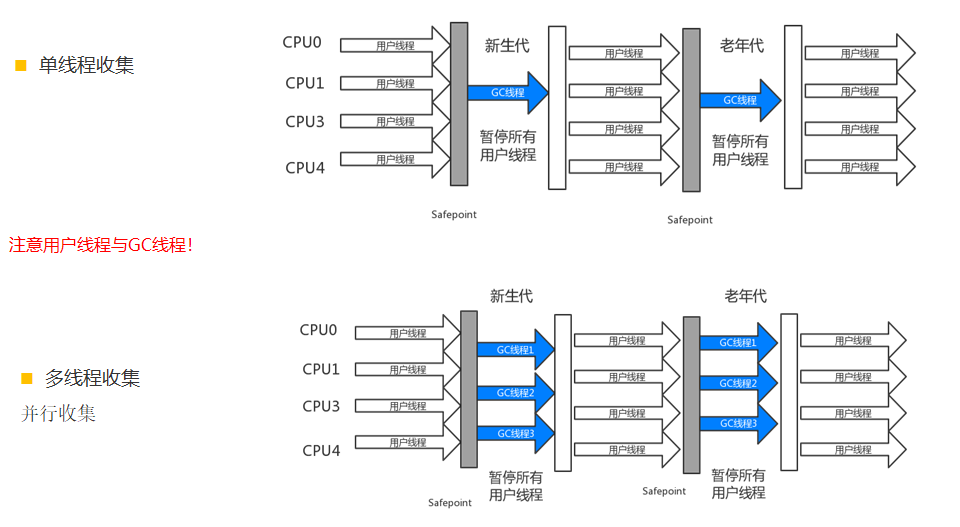 单线程收集
CPU0
CPU1
CPU3
CPU4
用户线程
用户线程
用户线程
用户线程
新生代
GC线程
暂停所有
用户线程
Safepoint
用户线程
用户线程
用户线程
用户线程
老年代
GC线程
暂停所有
用户线程
Safepoint
用户线程
用户线程
用户线程
用户线程
注意用户线程与GC线程！
多线程收集
并行收集
CPU0
CPU1
CPU3
CPU4
用户线程
用户线程
用户线程
用户线程
新生代
GC线程1
GC线程2
GC线程3
暂停所有
用户线程
Safepoint
用户线程
用户线程
用户线程
用户线程
老年代
GC线程1
GC线程2
GC线程3
暂停所有
用户线程
Safepoint
用户线程
用户线程
用户线程
用户线程